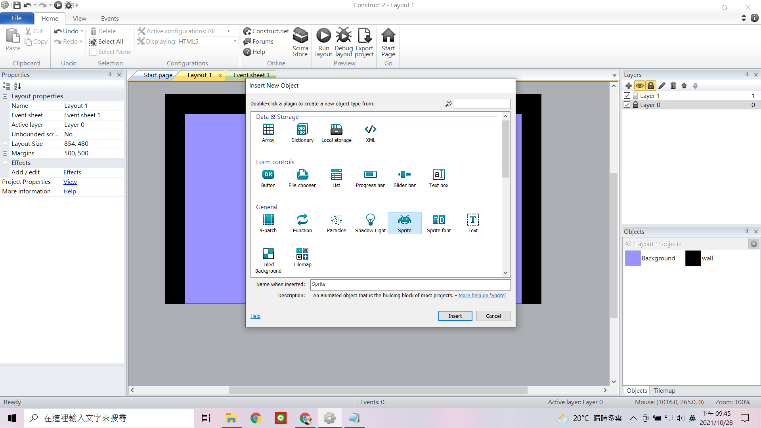 Construct 2 - Layout 1
File Home View Events
Paste Cut Copy
Undo Redo
Delete Select All Select None
Active configurations: All
Displaying: HTML5
Construct.net Forums Help
Scirra Store
Run layout Debug layout Export project
Start Page
Clipboard Undo Selection Configurations Online Preview Go
Properties
Start page Layout 1 Event sheet 1
Layout properties
Name Layout 1
Event sheet Event sheet 1
Active layer Layer 0
Unbounded scr... No
Layout Size 854, 480
Margins 500, 500
Effects
Add / edit Effects
Project Properties View
More information Help
Insert New Object
Double-click a plugin to create a new object type from:
Data & Storage
Array Dictionary Local storage XML
Form controls
Button File chooser List Progress bar Slider bar Text box
General
9-patch Function Particles Shadow Light Sprite Sprite font Text
Tiled Background Tilemap
Name when inserted: Sprite
Description: An animated object that is the building block of most projects. - More help on 'Sprite'
Help Insert Cancel
Layers
Layer 1 1
Layer 0 0
Objects
All 'Layout 1' objects
Background wall
Objects Tilemap
Ready Events: 0 Active layer: Layer 0 Mouse: (1016.0, 265.0, 0) Zoom: 100%
在這裡輸入文字來搜尋
20°C
英
下午 09:45
2021/10/28